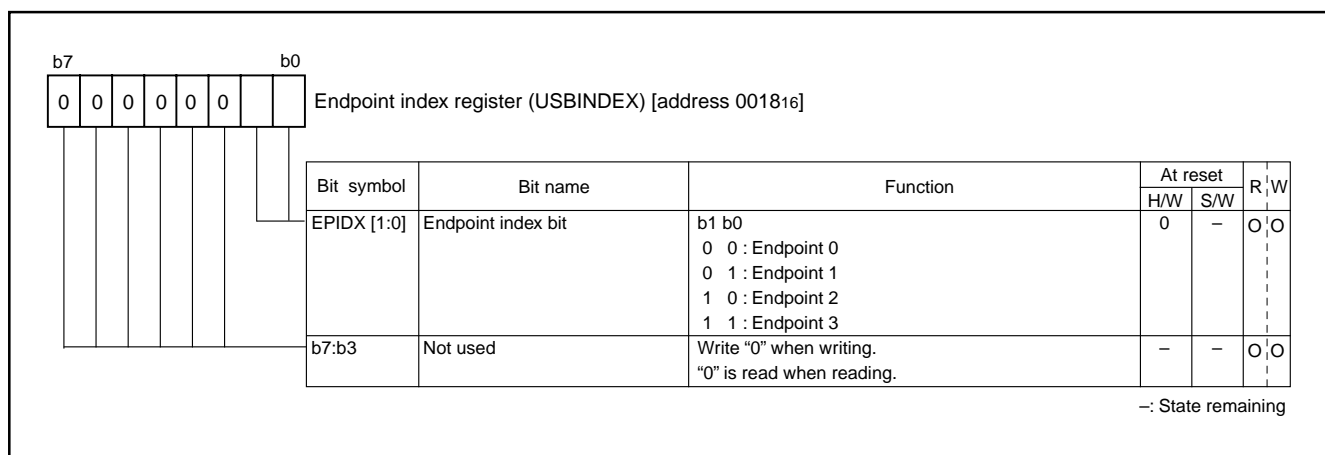 b7 b0
0 0 0 0 0 0 Endpoint index register (USBINDEX) [address 001816]
Bit symbol Bit name Function At reset R W
H/W S/W
EPIDX [1:0] Endpoint index bit b1 b0 0 – O O
0 0 : Endpoint 0
0 1 : Endpoint 1
1 0 : Endpoint 2
1 1 : Endpoint 3
b7:b3 Not used Write “0” when writing. – – O O
“0” is read when reading.
–: State remaining